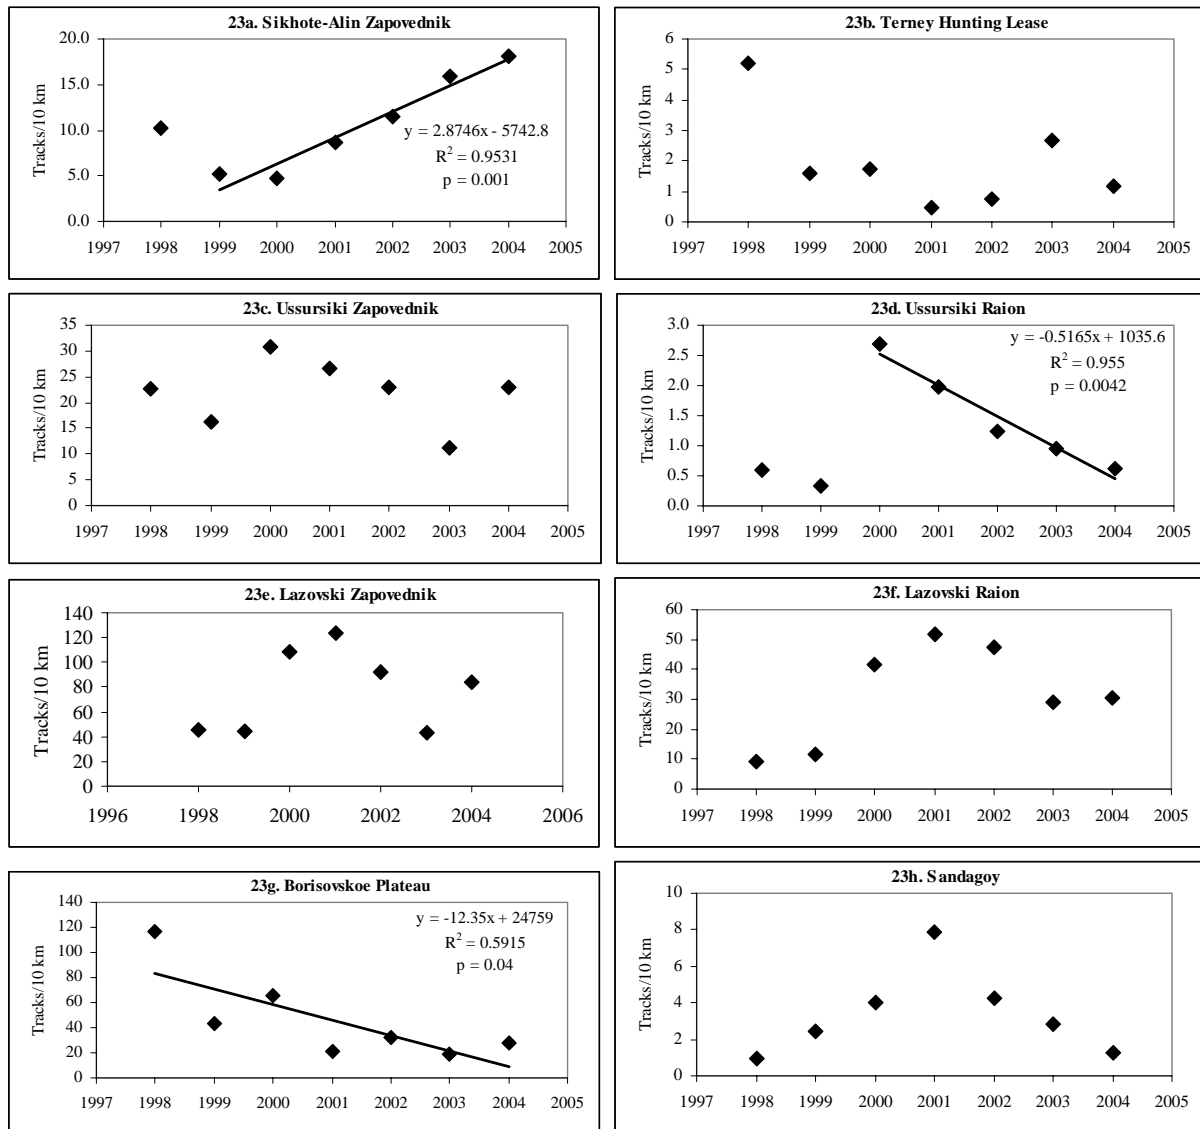 23a. Sikhote-Alin Zapovednik
20.0
15.0
10.0
5.0
0.0
Tracks/10 km
y = 2.8746x - 5742.8
R² = 0.9531
p = 0.001
1997 1998 1999 2000 2001 2002 2003 2004 2005
23b. Terney Hunting Lease
6
5
4
3
2
1
0
Tracks/10 km
1997 1998 1999 2000 2001 2002 2003 2004 2005
23c. Ussursiki Zapovednik
35
30
25
20
15
10
5
0
Tracks/10 km
1997 1998 1999 2000 2001 2002 2003 2004 2005
23d. Ussursiki Raion
3.0
2.5
2.0
1.5
1.0
0.5
0.0
Tracks/10 km
y = -0.5165x + 1035.6
R² = 0.955
p = 0.0042
1997 1998 1999 2000 2001 2002 2003 2004 2005
23e. Lazovski Zapovednik
140
120
100
80
60
40
20
0
Tracks/10 km
1996 1998 2000 2002 2004 2006
23f. Lazovski Raion
60
50
40
30
20
10
0
Tracks/10 km
1997 1998 1999 2000 2001 2002 2003 2004 2005
23g. Borisovskoe Plateau
140
120
100
80
60
40
20
0
Tracks/10 km
y = -12.35x + 24759
R² = 0.5915
p = 0.04
1997 1998 1999 2000 2001 2002 2003 2004 2005
23h. Sandagoy
10
8
6
4
2
0
Tracks/10 km
1997 1998 1999 2000 2001 2002 2003 2004 2005